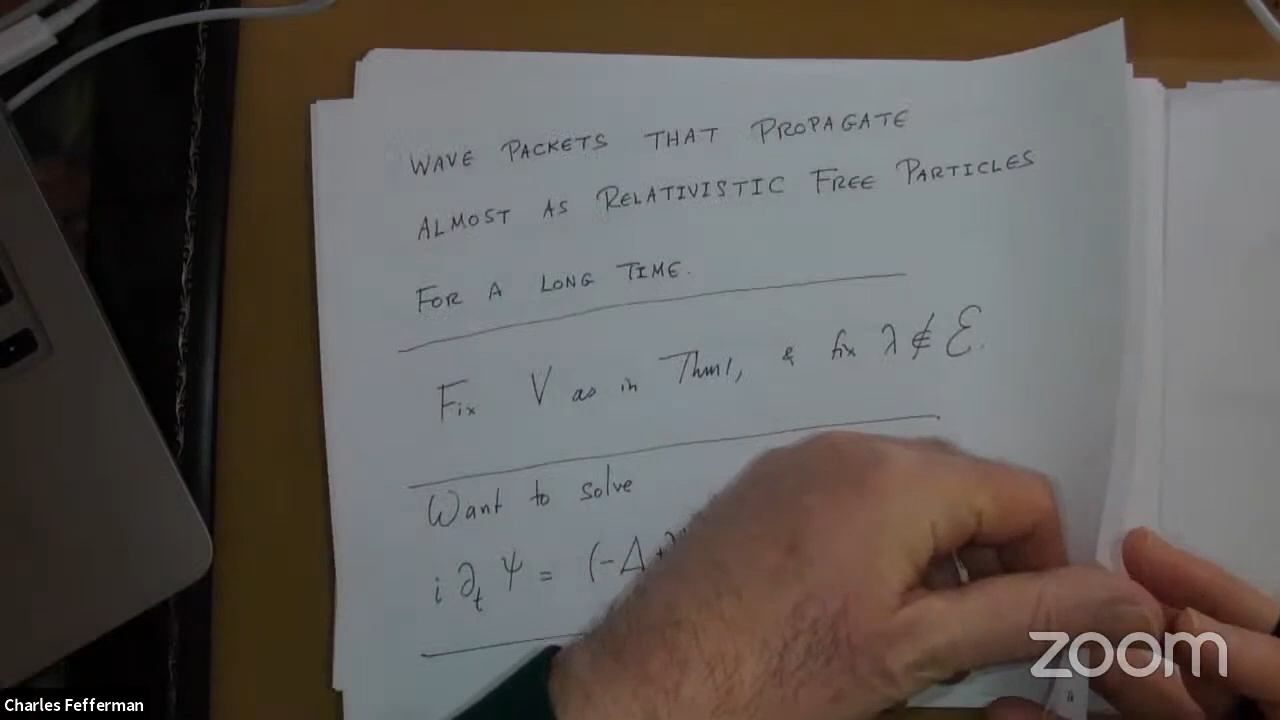 WAVE PACKETS THAT PROPAGATE
ALMOST AS RELATIVISTIC FREE PARTICLES
FOR A LONG TIME.
Fix V as in Thm1, & fix λ ∉ ℰ.
Want to solve
i ∂t Ψ = (-Δ +λ
zoom
Charles Fefferman